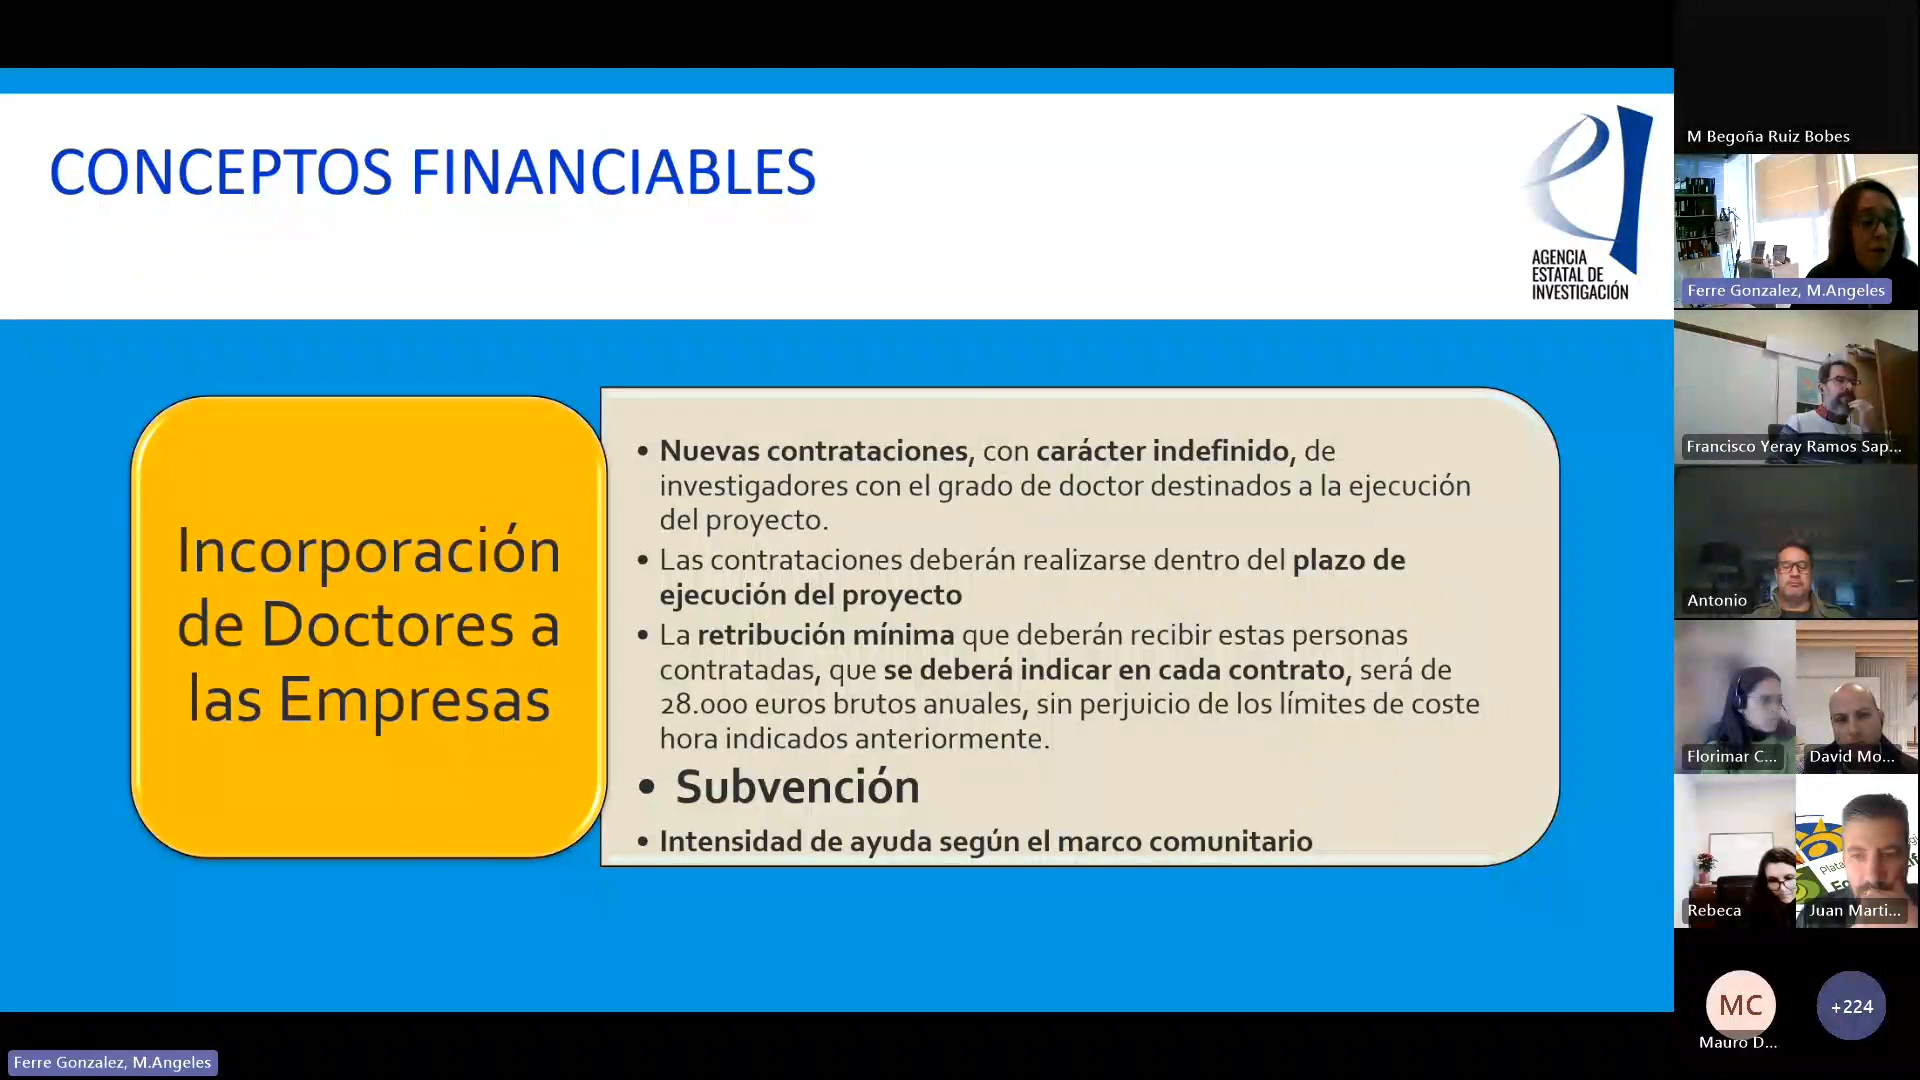 CONCEPTOS FINANCIABLES
AGENCIA
ESTATAL DE
INVESTIGACIÓN
Incorporación
de Doctores a
las Empresas
• Nuevas contrataciones, con carácter indefinido, de
investigadores con el grado de doctor destinados a la ejecución
del proyecto.
• Las contrataciones deberán realizarse dentro del plazo de
ejecución del proyecto
• La retribución mínima que deberán recibir estas personas
contratadas, que se deberá indicar en cada contrato, será de
28.000 euros brutos anuales, sin perjuicio de los límites de coste
hora indicados anteriormente.
• Subvención
• Intensidad de ayuda según el marco comunitario
M Begoña Ruiz Bobes
Ferre Gonzalez, M.Angeles
Francisco Yeray Ramos Sap...
Antonio
Florimar C...
David Mo...
Rebeca
Juan Marti...
MC
Mauro D...
+224
Ferre Gonzalez, M.Angeles